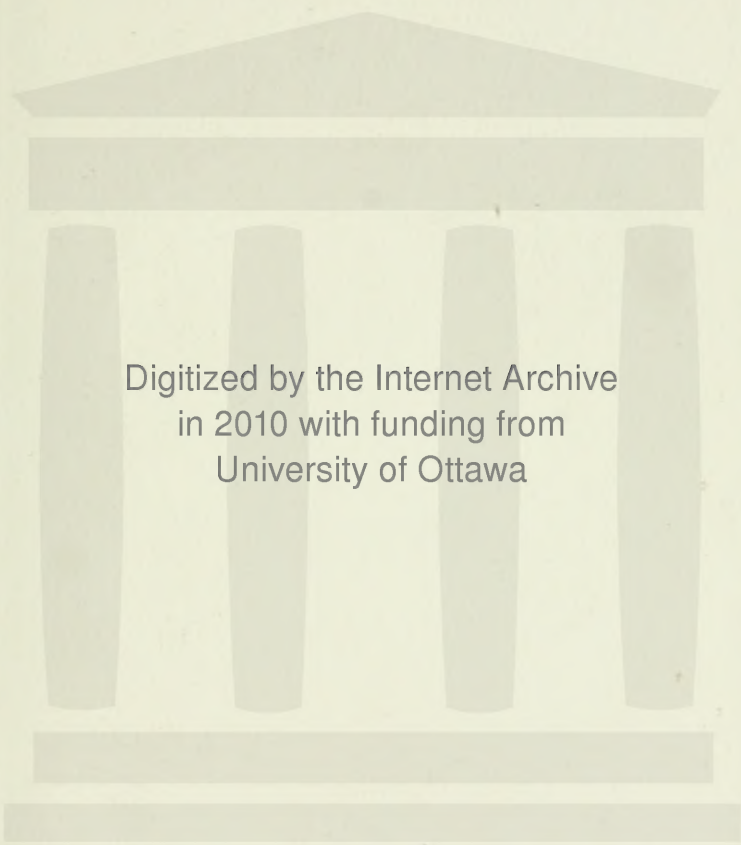 Digitized by the Internet Archive
in 2010 with funding from
University of Ottawa